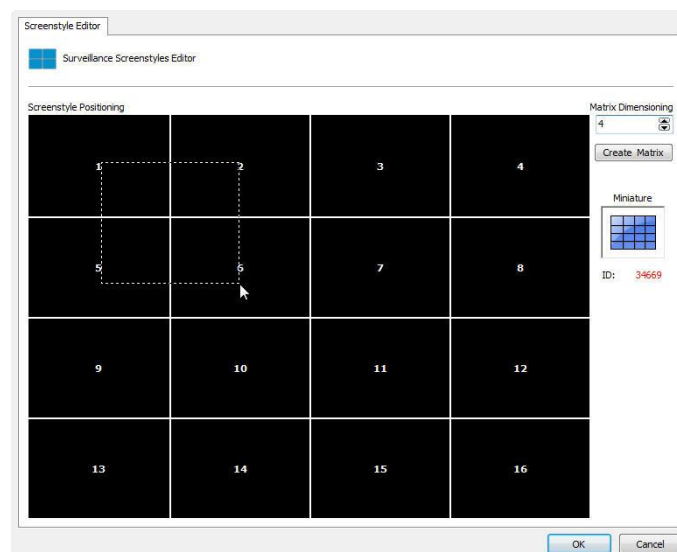 Screenstyle Editor
Surveillance Screenstyles Editor
Screenstyle Positioning
Matrix Dimensioning
4
Create Matrix
Miniature
ID: 34669
1 2 3 4
5 6 7 8
9 10 11 12
13 14 15 16
OK Cancel